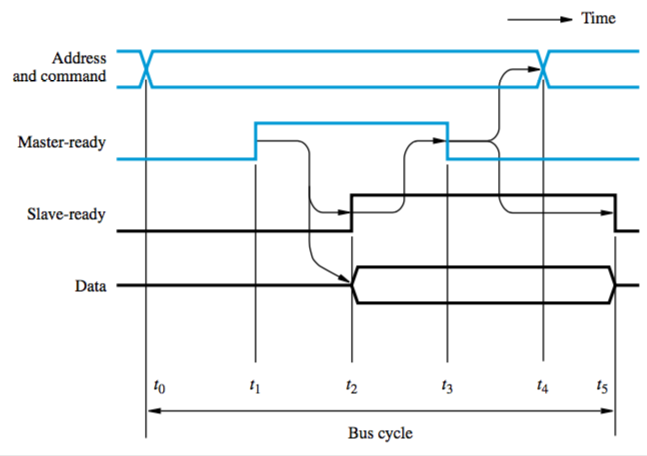 Time
Address
and command
Master-ready
Slave-ready
Data
t0 t1 t2 t3 t4 t5
Bus cycle